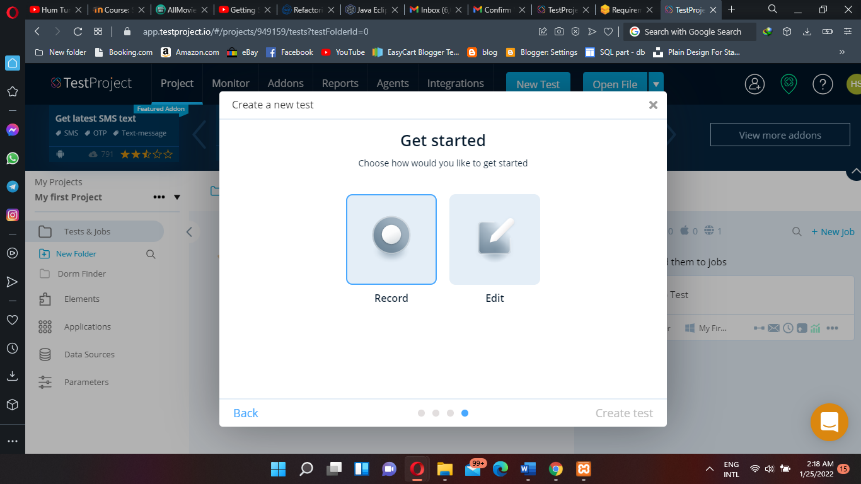 Hum Tu
Course:
AllMovie
Getting
Refactor
Java Ecli
Inbox (6,
Confirm
TestProje
Requirem
TestProje
app.testproject.io/#/projects/949159/tests?testFolderId=0
Search with Google Search
New folder
Booking.com
Amazon.com
eBay
Facebook
YouTube
EasyCart Blogger Te...
blog
Blogger Settings
SQL part - db
Plain Design For Sta...
TestProject
Project
Monitor
Addons
Reports
Agents
Integrations
New Test
Open File
HS
Featured Addon
Get latest SMS text
SMS
OTP
Text-message
791
View more addons
Create a new test
Get started
Choose how would you like to get started
Record
Edit
Back
Create test
My Projects
My first Project
Tests & Jobs
New Folder
Dorm Finder
Elements
Applications
Data Sources
Parameters
0
0
1
+ New Job
them to jobs
Test
My Fir...
99+
ENG
INTL
2:18 AM
1/25/2022
15